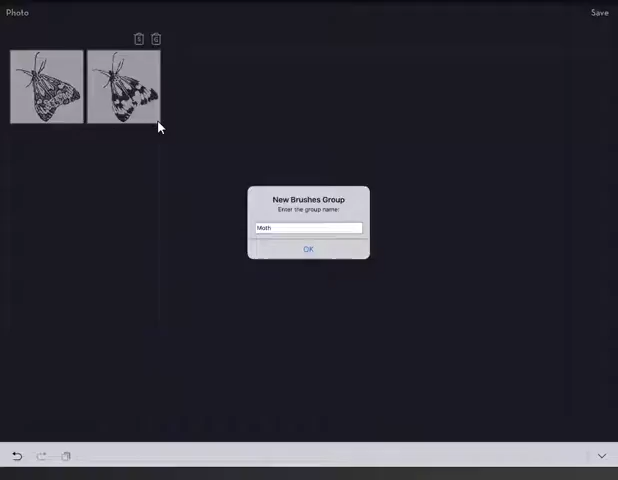 Photo
Save
S
G
New Brushes Group
Enter the group name:
Moth
OK